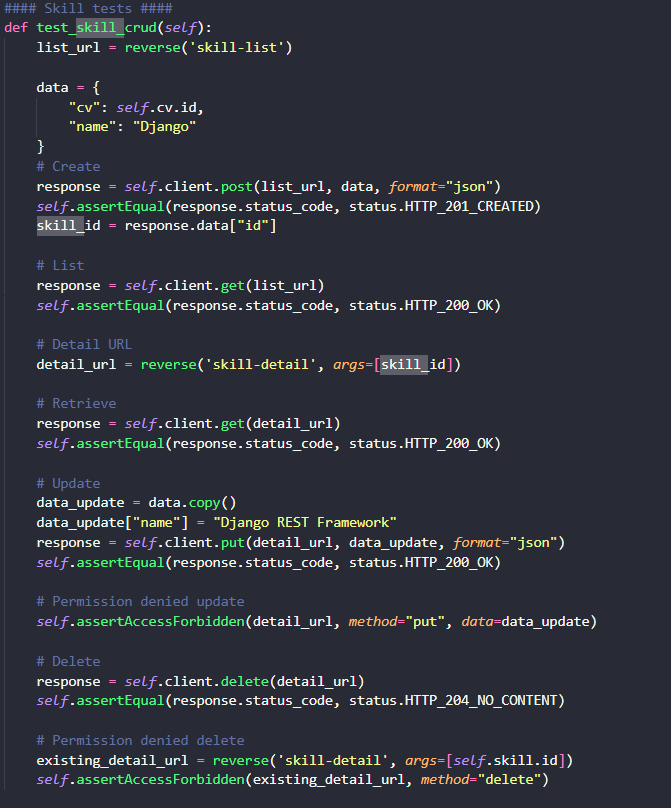 #### Skill tests ####
def test_skill_crud(self):
list_url = reverse('skill-list')
data = {
"cv": self.cv.id,
"name": "Django"
}
# Create
response = self.client.post(list_url, data, format="json")
self.assertEqual(response.status_code, status.HTTP_201_CREATED)
skill_id = response.data["id"]
# List
response = self.client.get(list_url)
self.assertEqual(response.status_code, status.HTTP_200_OK)
# Detail URL
detail_url = reverse('skill-detail', args=[skill_id])
# Retrieve
response = self.client.get(detail_url)
self.assertEqual(response.status_code, status.HTTP_200_OK)
# Update
data_update = data.copy()
data_update["name"] = "Django REST Framework"
response = self.client.put(detail_url, data_update, format="json")
self.assertEqual(response.status_code, status.HTTP_200_OK)
# Permission denied update
self.assertAccessForbidden(detail_url, method="put", data=data_update)
# Delete
response = self.client.delete(detail_url)
self.assertEqual(response.status_code, status.HTTP_204_NO_CONTENT)
# Permission denied delete
existing_detail_url = reverse('skill-detail', args=[self.skill.id])
self.assertAccessForbidden(existing_detail_url, method="delete")